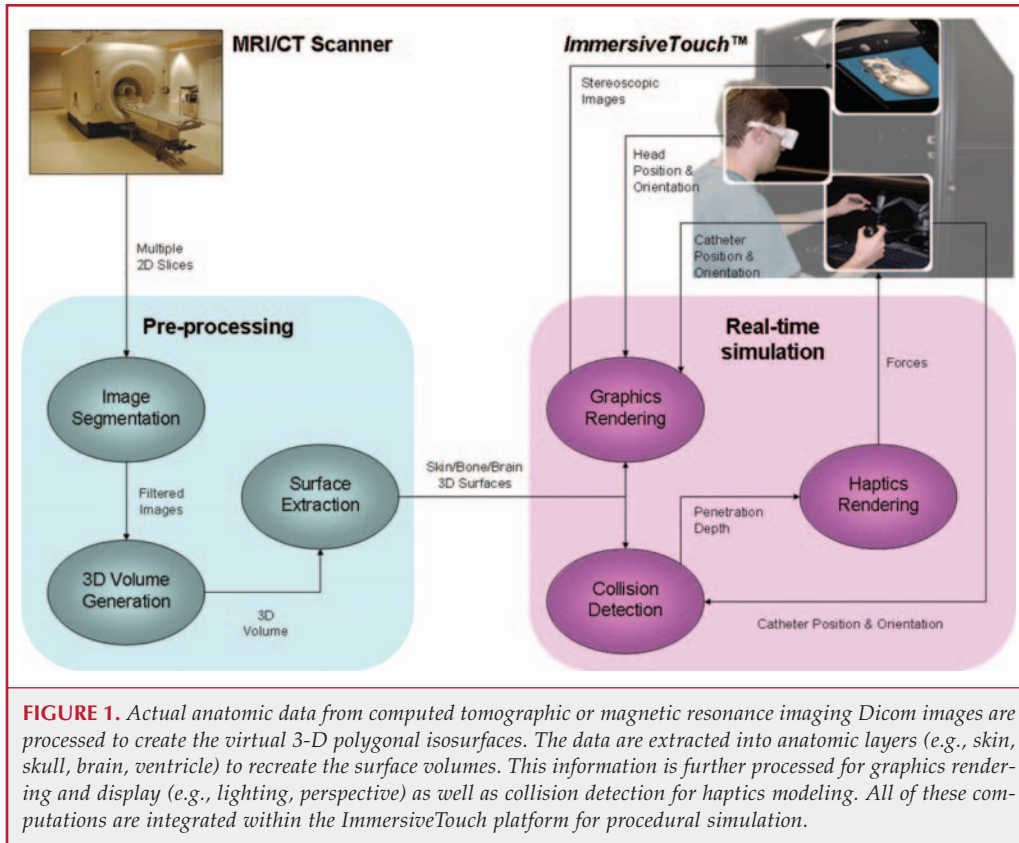 MRI/CT Scanner
ImmersiveTouch™
Stereoscopic
Images
Head
Position &
Orientation
Catheter
Position &
Orientation
Multiple
2D Slices
Pre-processing
Real-time
simulation
Image
Segmentation
Graphics
Rendering
Forces
Filtered
Images
Surface
Extraction
Skin/Bone/Brain
3D Surfaces
Haptics
Rendering
Penetration
Depth
3D Volume
Generation
3D
Volume
Collision
Detection
Catheter Position & Orientation
FIGURE 1. Actual anatomic data from computed tomographic or magnetic resonance imaging Dicom images are
processed to create the virtual 3-D polygonal isosurfaces. The data are extracted into anatomic layers (e.g., skin,
skull, brain, ventricle) to recreate the surface volumes. This information is further processed for graphics render-
ing and display (e.g., lighting, perspective) as well as collision detection for haptics modeling. All of these com-
putations are integrated within the ImmersiveTouch platform for procedural simulation.